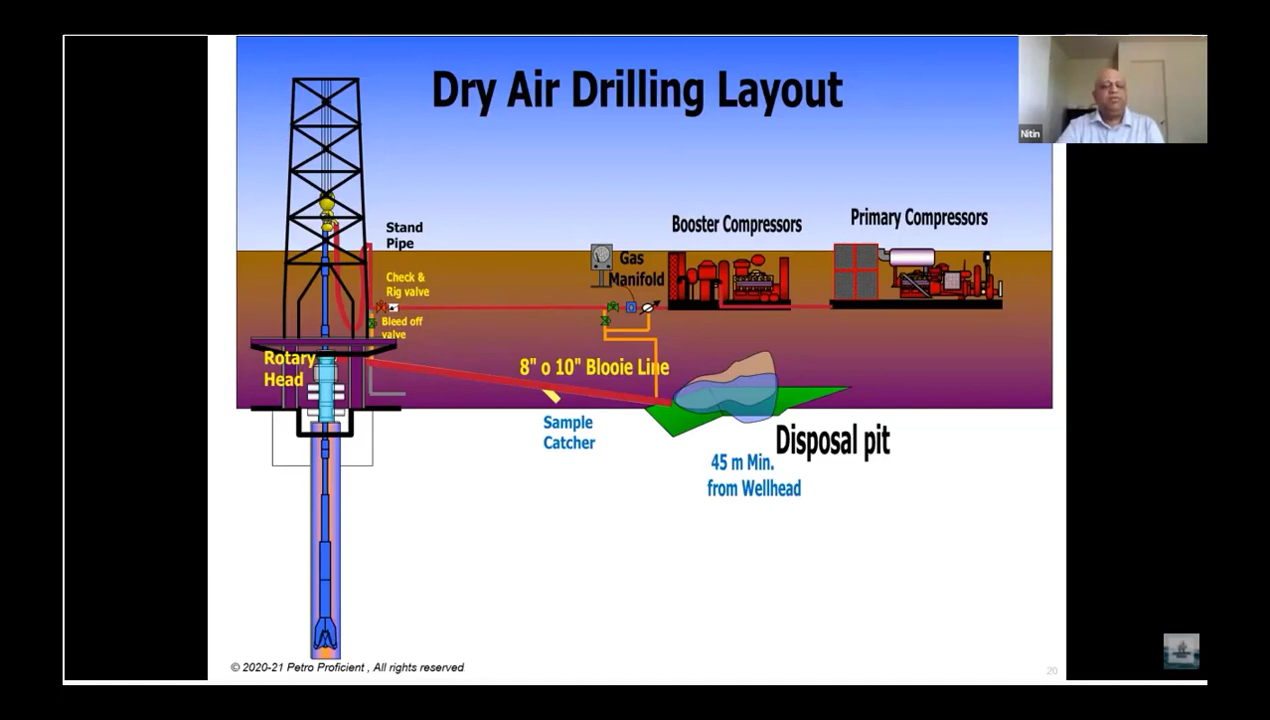 Dry Air Drilling Layout
Nitin
Booster Compressors
Primary Compressors
Stand
Pipe
Gas
Manifold
Check &
Rig valve
Bleed off
valve
Rotary
Head
8" o 10" Blooie Line
Sample
Catcher
Disposal pit
45 m Min.
from Wellhead
© 2020-21 Petro Proficient , All rights reserved
20